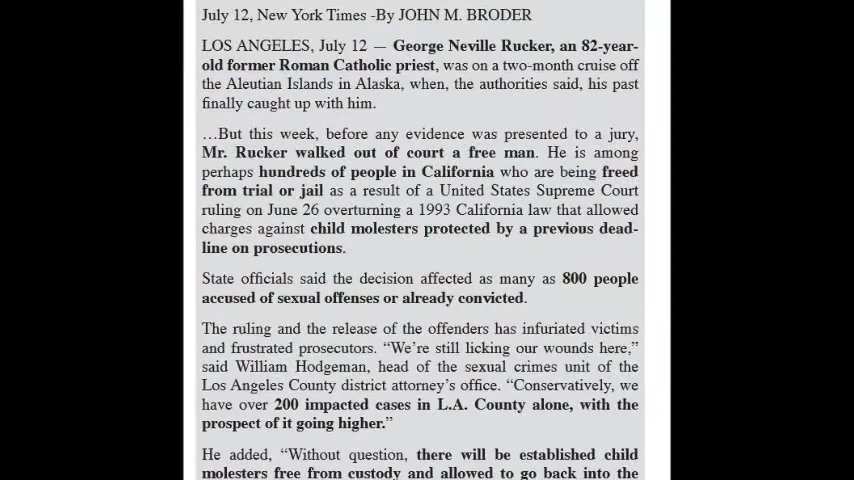 July 12, New York Times -By JOHN M. BRODER
LOS ANGELES, July 12 — George Neville Rucker, an 82-year-
old former Roman Catholic priest, was on a two-month cruise off
the Aleutian Islands in Alaska, when, the authorities said, his past
finally caught up with him.
…But this week, before any evidence was presented to a jury,
Mr. Rucker walked out of court a free man. He is among
perhaps hundreds of people in California who are being freed
from trial or jail as a result of a United States Supreme Court
ruling on June 26 overturning a 1993 California law that allowed
charges against child molesters protected by a previous dead-
line on prosecutions.
State officials said the decision affected as many as 800 people
accused of sexual offenses or already convicted.
The ruling and the release of the offenders has infuriated victims
and frustrated prosecutors. “We’re still licking our wounds here,”
said William Hodgeman, head of the sexual crimes unit of the
Los Angeles County district attorney’s office. “Conservatively, we
have over 200 impacted cases in L.A. County alone, with the
prospect of it going higher.”
He added, “Without question, there will be established child
molesters free from custody and allowed to go back into the